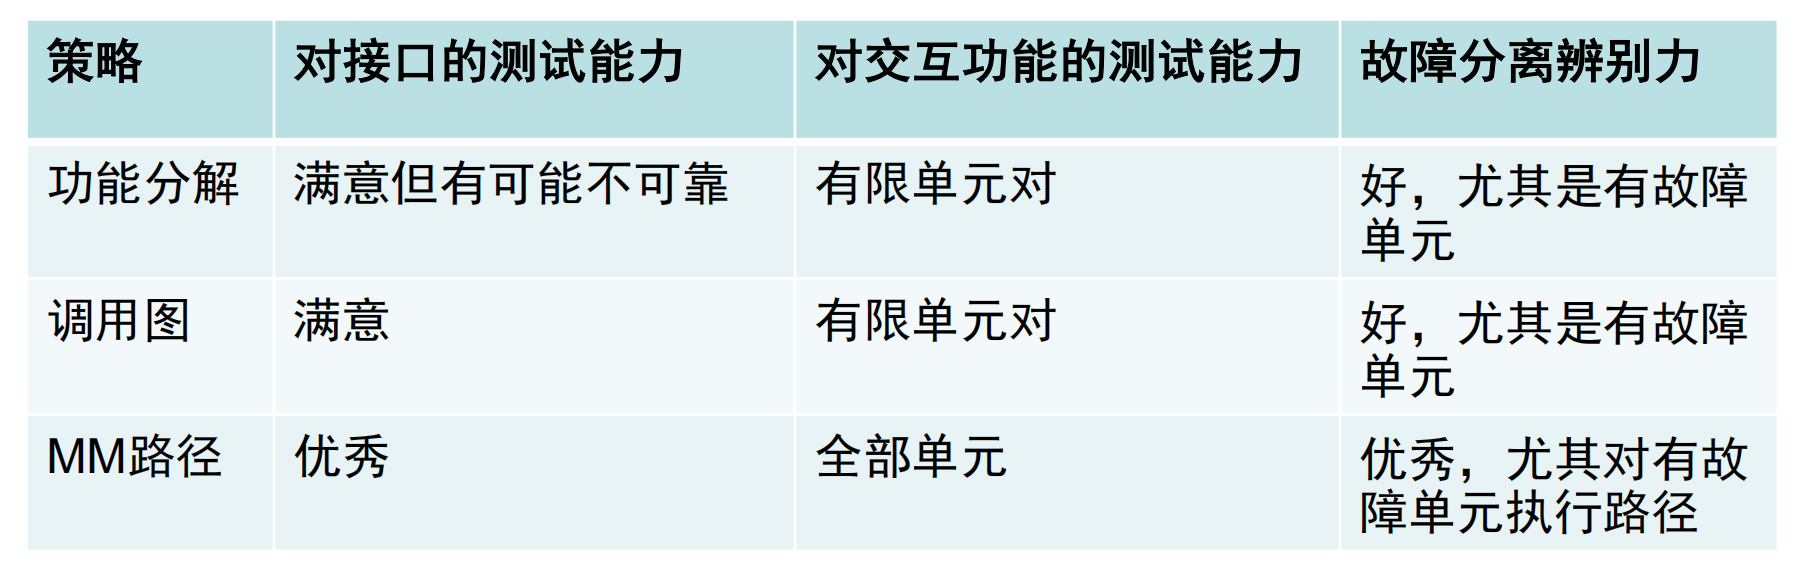 策略
对接口的测试能力
对交互功能的测试能力
故障分离辨别力
功能分解
满意但有可能不可靠
有限单元对
好，尤其是有故障
单元
调用图
满意
有限单元对
好，尤其是有故障
单元
MM路径
优秀
全部单元
优秀，尤其对有故
障单元执行路径